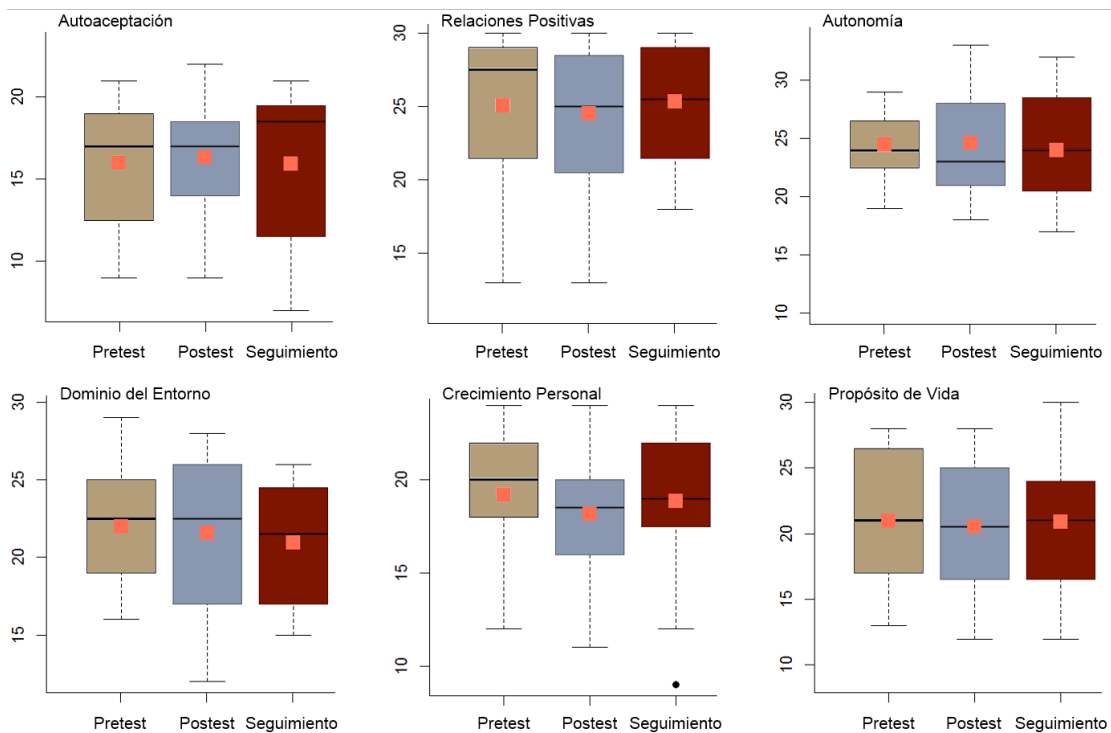 Autoaceptación
20
15
10
Pretest Postest Seguimiento
Relaciones Positivas
30
25
20
15
Pretest Postest Seguimiento
Autonomía
30
25
20
15
10
Pretest Postest Seguimiento
Dominio del Entorno
30
25
20
15
Pretest Postest Seguimiento
Crecimiento Personal
20
15
10
Pretest Postest Seguimiento
Propósito de Vida
30
25
20
15
10
Pretest Postest Seguimiento